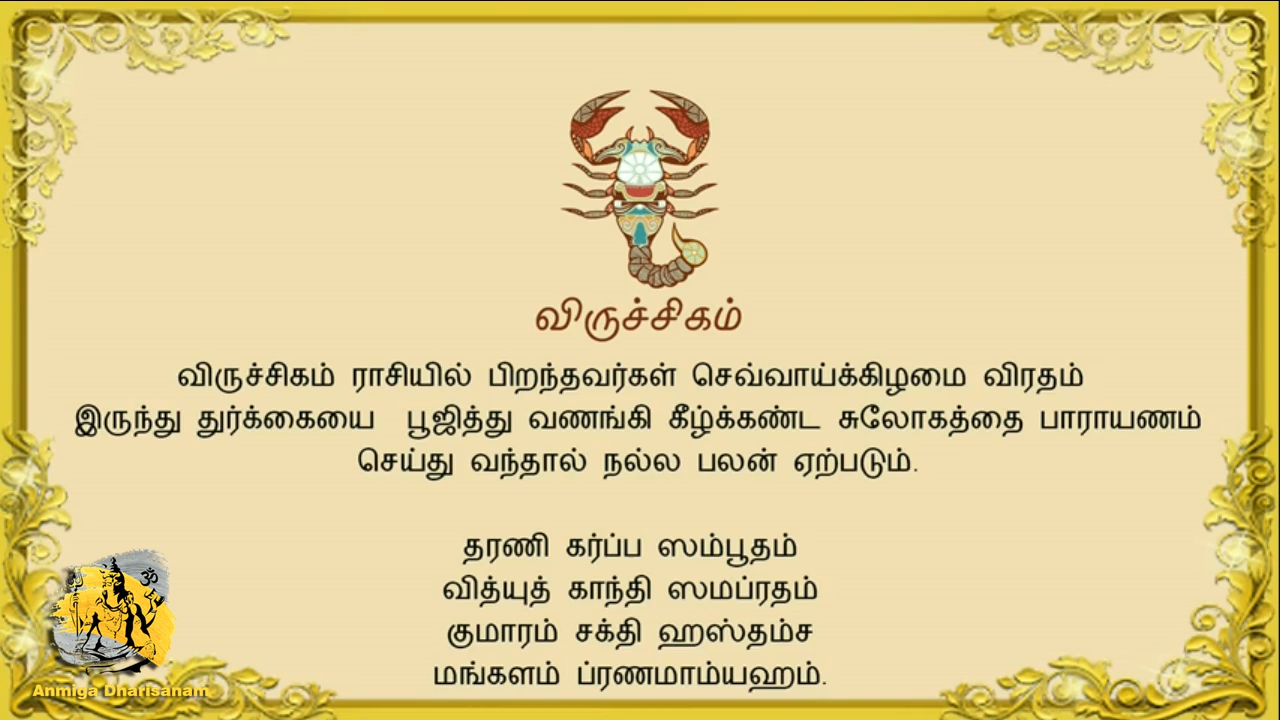 விருச்சிகம்
விருச்சிகம் ராசியில் பிறந்தவர்கள் செவ்வாய்க்கிழமை விரதம்
இருந்து துர்க்கையை பூஜித்து வணங்கி கீழ்க்கண்ட சுலோகத்தை பாராயணம்
செய்து வந்தால் நல்ல பலன் ஏற்படும்.
தரணி கர்ப்ப ஸம்பூதம்
வித்யுத் காந்தி ஸமப்ரதம்
குமாரம் சக்தி ஹஸ்தம்ச
மங்களம் ப்ரணமாம்யஹம்.
ॐ
Anmiga Dharisanam